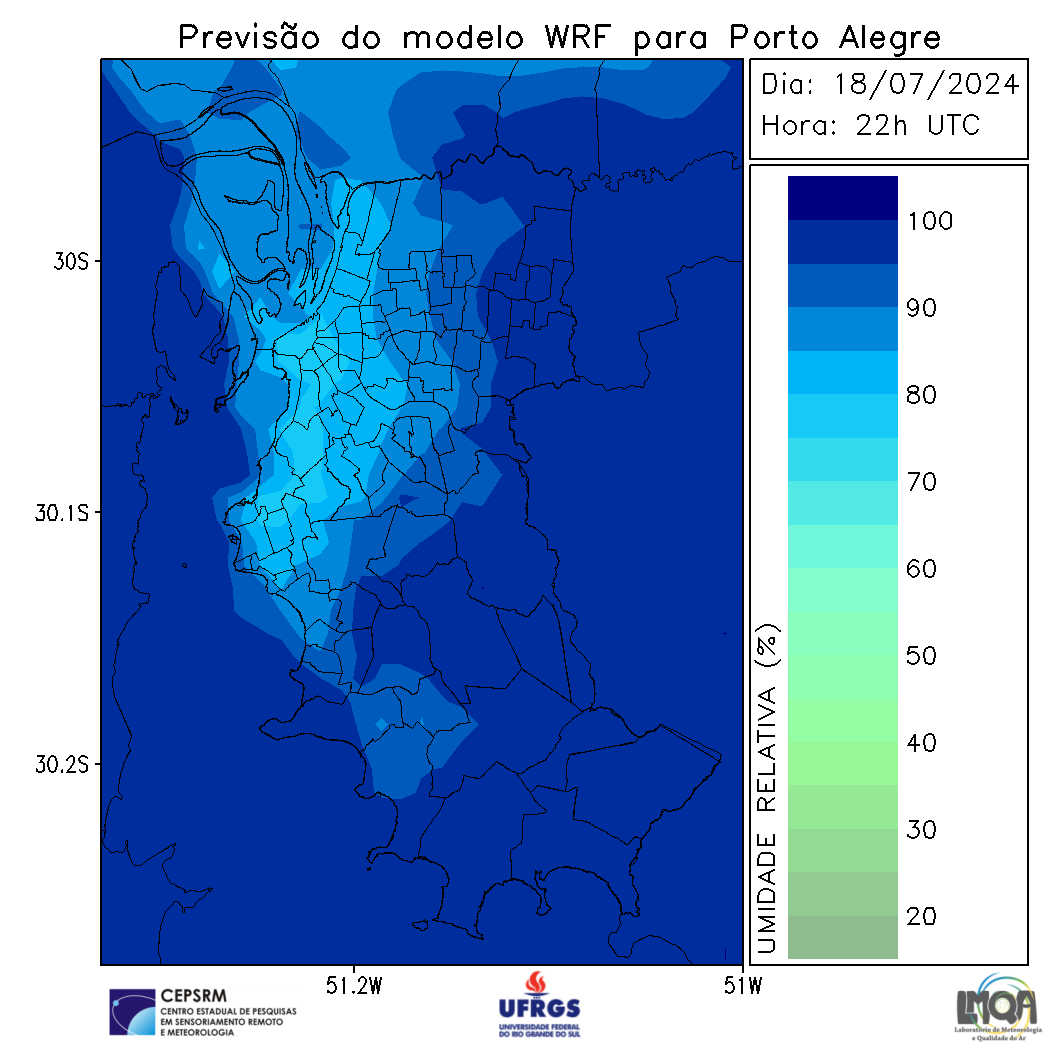 Previsão do modelo WRF para Porto Alegre
Dia: 18/07/2024
Hora: 22h UTC
30S
30.1S
30.2S
51.2W
51W
UMIDADE RELATIVA (%)
100
90
80
70
60
50
40
30
20
CEPSRM
CENTRO ESTADUAL DE PESQUISAS
EM SENSORIAMENTO REMOTO
E METEOROLOGIA
UFRGS
UNIVERSIDADE FEDERAL
DO RIO GRANDE DO SUL
LMQA
Laboratório de Meteorologia
e Qualidade do Ar